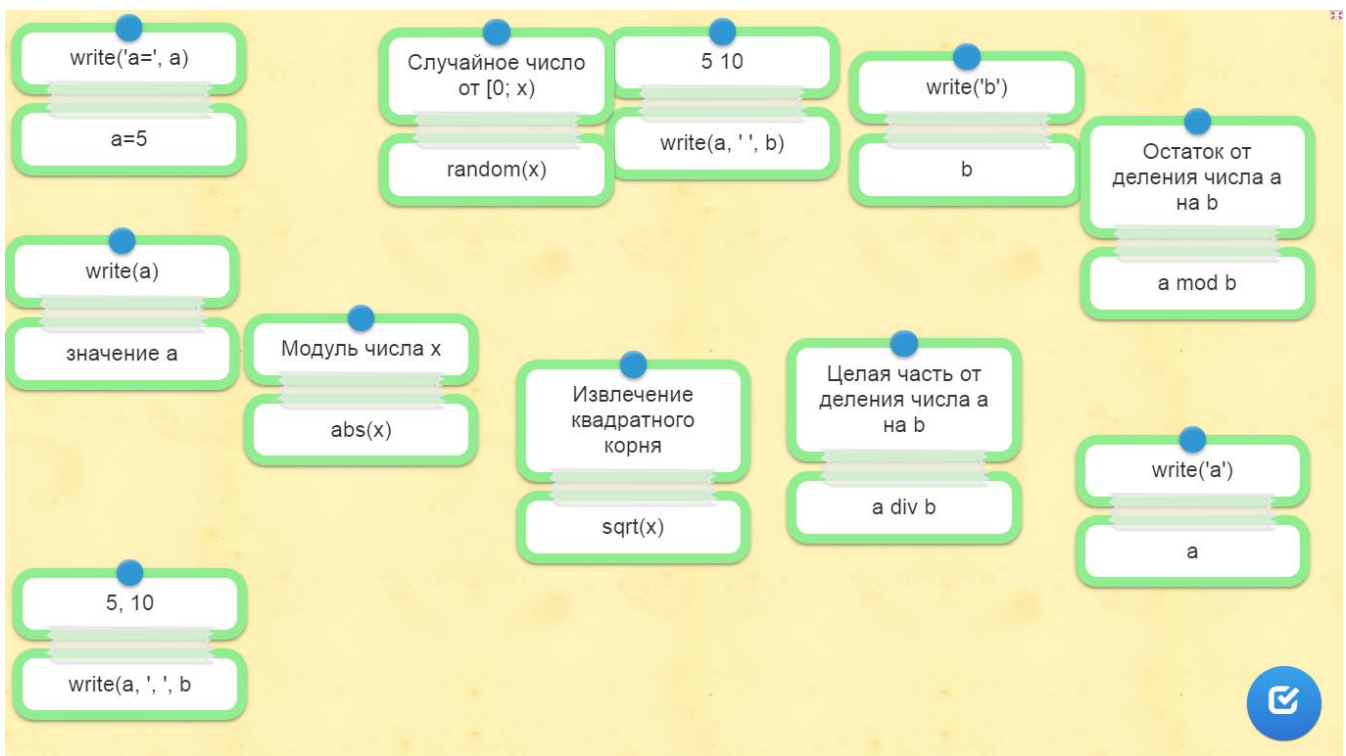 write('a=', a)
a=5
Случайное число
от [0; x)
random(x)
5 10
write(a, ' ', b)
write('b')
b
Остаток от
деления числа а
на b
a mod b
write(a)
значение а
Модуль числа х
abs(x)
Извлечение
квадратного
корня
sqrt(x)
Целая часть от
деления числа а
на b
a div b
write('a')
a
5, 10
write(a, ', ', b